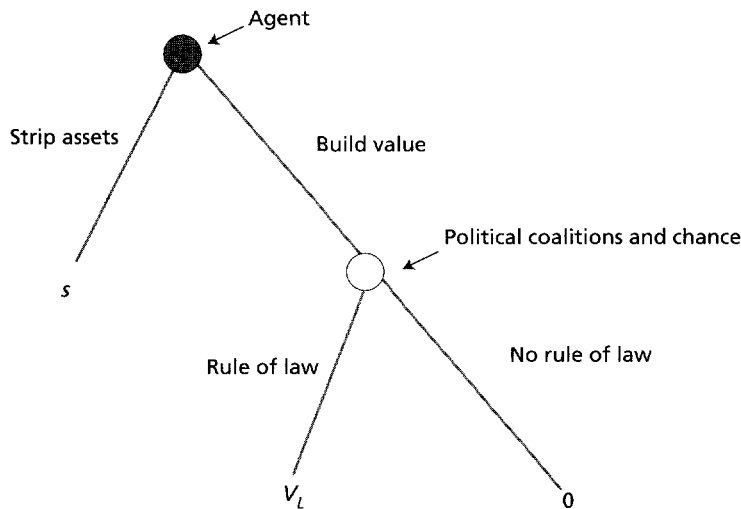 Agent
Strip assets
Build value
Political coalitions and chance
s
Rule of law
No rule of law
V_L
0